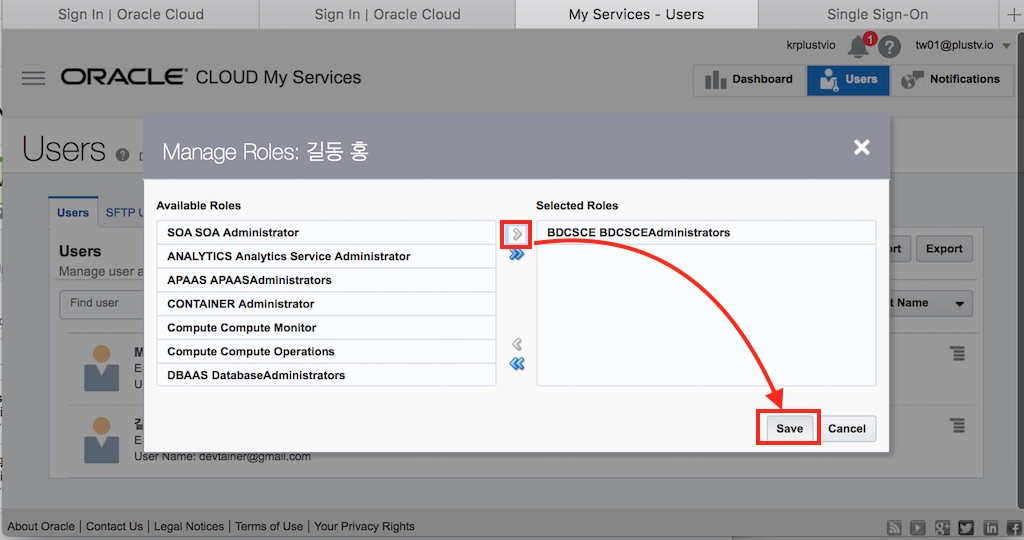 Sign In | Oracle Cloud
Sign In | Oracle Cloud
My Services - Users
Single Sign-On
krplustvio
1
tw01@plustv.io
ORACLE CLOUD My Services
Dashboard
Users
Notifications
Users
Manage Roles: 길동 홍
Users
SFTP U
Available Roles
Selected Roles
SOA SOA Administrator
BDCSCE BDCSCEAdministrators
ANALYTICS Analytics Service Administrator
APAAS APAASAdministrators
CONTAINER Administrator
Compute Compute Monitor
Compute Compute Operations
DBAAS DatabaseAdministrators
Users
Manage user a
Export
Find user
t Name
Save
Cancel
User Name: devtainer@gmail.com
About Oracle | Contact Us | Legal Notices | Terms of Use | Your Privacy Rights